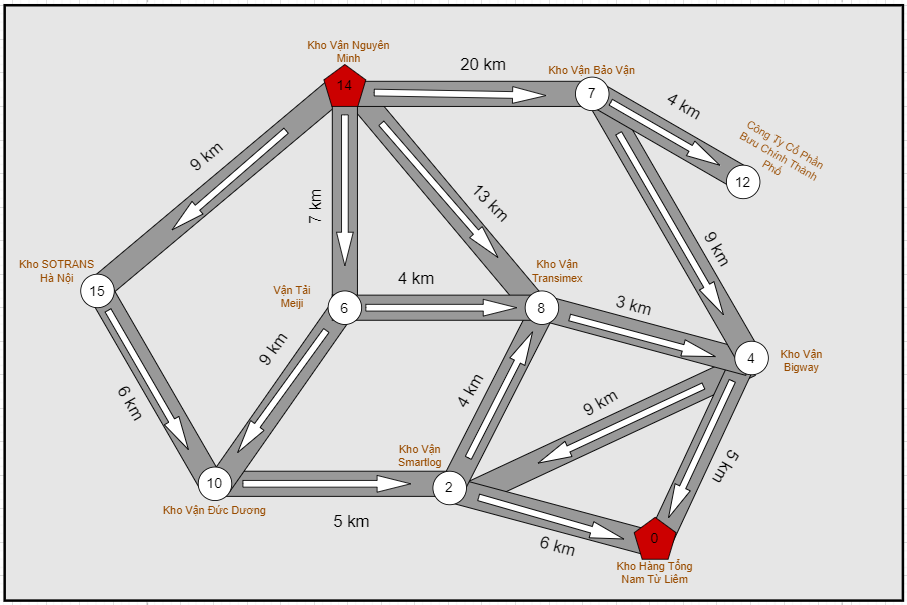 Kho Vận Nguyên
Minh
14
20 km
Kho Vận Bảo Vận
7
4 km
Công Ty Cổ Phần
Bưu Chính Thành
Phố
12
9 km
7 km
13 km
9 km
Kho SOTRANS
Hà Nội
15
Vận Tải
Meiji
6
4 km
Kho Vận
Transimex
8
3 km
4
Kho Vận
Bigway
6 km
9 km
4 km
9 km
5 km
10
Kho Vận Đức Dương
5 km
Kho Vận
Smartlog
2
6 km
0
Kho Hàng Tổng
Nam Từ Liêm